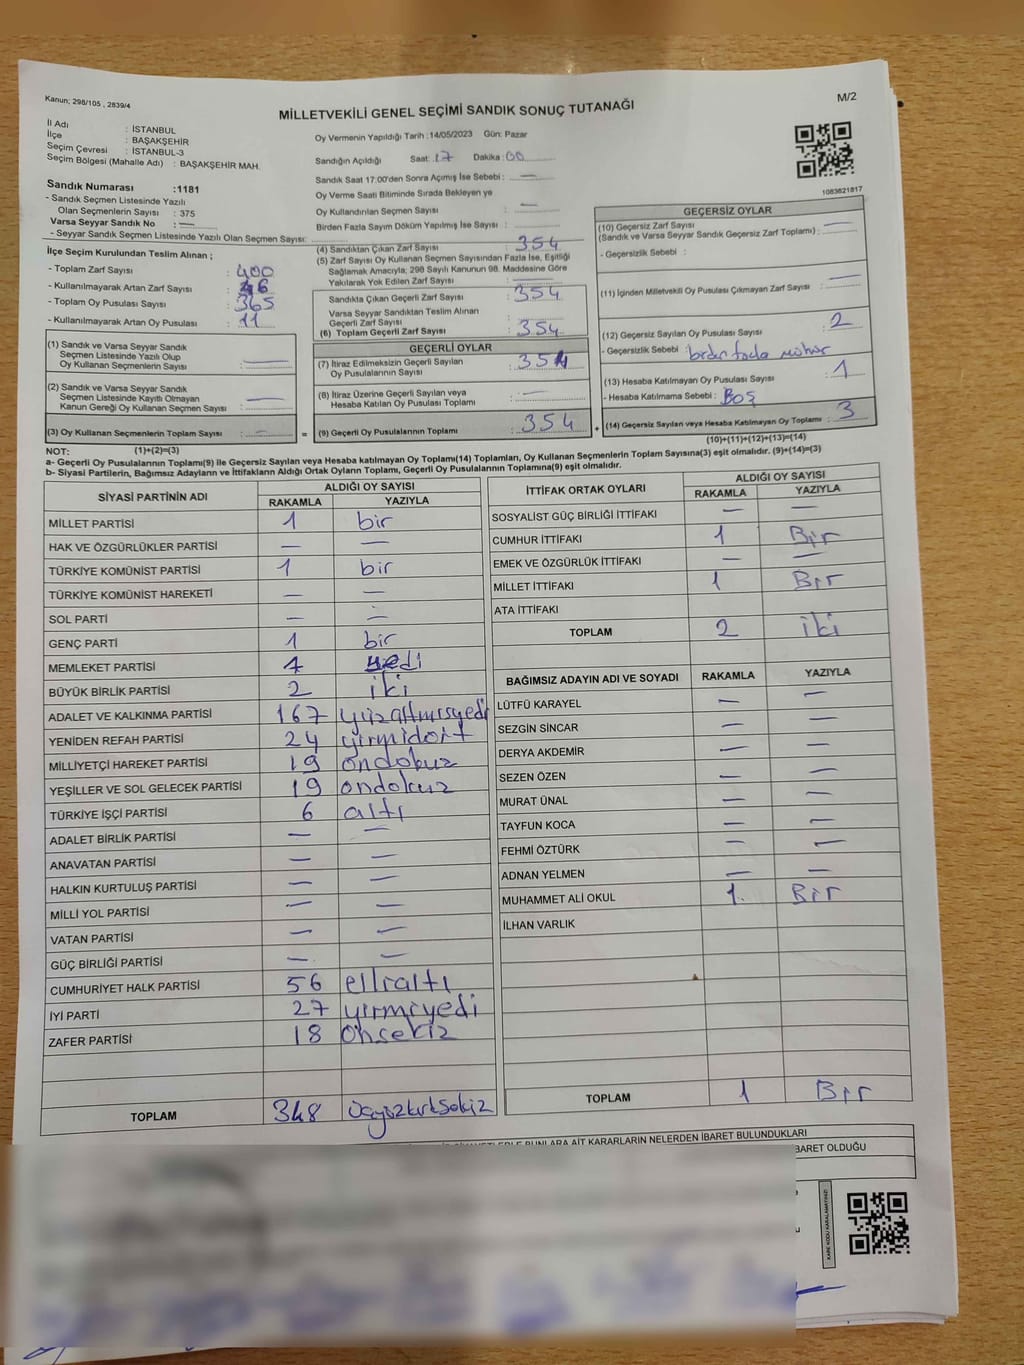 Kanun; 298/105 , 2839/4
MİLLETVEKİLİ GENEL SEÇİMİ SANDIK SONUÇ TUTANAĞI
M/2
İl Adı : İSTANBUL
İlçe : BAŞAKŞEHİR
Seçim Çevresi : İSTANBUL-3
Seçim Bölgesi (Mahalle Adı) : BAŞAKŞEHİR MAH.
Sandık Numarası :1181
- Sandık Seçmen Listesinde Yazılı
Olan Seçmenlerin Sayısı : 375
Varsa Seyyar Sandık No : —
- Seyyar Sandık Seçmen Listesinde Yazılı Olan Seçmen Sayısı:
İlçe Seçim Kurulundan Teslim Alınan ;
- Toplam Zarf Sayısı : 400
- Kullanılmayarak Artan Zarf Sayısı : 46
- Toplam Oy Pusulası Sayısı : 365
- Kullanılmayarak Artan Oy Pusulası : 11
(1) Sandık ve Varsa Seyyar Sandık
Seçmen Listesinde Yazılı Olup
Oy Kullanan Seçmenlerin Sayısı : —
(2) Sandık ve Varsa Seyyar Sandık
Seçmen Listesinde Kayıtlı Olmayan
Kanun Gereği Oy Kullanan Seçmen Sayısı : —
(3) Oy Kullanan Seçmenlerin Toplam Sayısı : —
Oy Vermenin Yapıldığı Tarih :14/05/2023 Gün: Pazar
Sandığın Açıldığı Saat: 17 Dakika: 00
Sandık Saat 17:00'den Sonra Açımış İse Sebebi : —
Oy Verme Saati Bitiminde Sırada Bekleyen ve
Oy Kullandırılan Seçmen Sayısı : —
Birden Fazla Sayım Döküm Yapılmış İse Sayısı :
(4) Sandıktan Çıkan Zarf Sayısı : 354
(5) Zarf Sayısı Oy Kullanan Seçmen Sayısından Fazla İse, Eşitliği
Sağlamak Amacıyla; 298 Sayılı Kanunun 98. Maddesine Göre
Yakılarak Yok Edilen Zarf Sayısı : —
Sandıkta Çıkan Geçerli Zarf Sayısı : 354
Varsa Seyyar Sandıktan Teslim Alınan
Geçerli Zarf Sayısı : —
(6) Toplam Geçerli Zarf Sayısı : 354
GEÇERLİ OYLAR
(7) İtiraz Edilmeksizin Geçerli Sayılan
Oy Pusulalarının Sayısı : 354
(8) İtiraz Üzerine Geçerli Sayılan veya
Hesaba Katılan Oy Pusulası Toplamı : —
= (9) Geçerli Oy Pusulalarının Toplamı : 354
1083821817
GEÇERSİZ OYLAR
(10) Geçersiz Zarf Sayısı
(Sandık ve Varsa Seyyar Sandık Geçersiz Zarf Toplamı) : —
- Geçersizlik Sebebi :
(11) İçinden Milletvekili Oy Pusulası Çıkmayan Zarf Sayısı : —
(12) Geçersiz Sayılan Oy Pusulası Sayısı : 2
- Geçersizlik Sebebi : birden fazla mühür
(13) Hesaba Katılmayan Oy Pusulası Sayısı : 1
- Hesaba Katılmama Sebebi : Boş
+ (14) Geçersiz Sayılan veya Hesaba Katılmayan Oy Toplamı : 3
NOT: (1)+(2)=(3)
(10)+(11)+(12)+(13)=(14)
a- Geçerli Oy Pusulalarının Toplamı(9) ile Geçersiz Sayılan veya Hesaba Katılmayan Oy Toplamı(14) Toplamları, Oy Kullanan Seçmenlerin Toplam Sayısına(3) eşit olmalıdır. (9)+(14)=(3)
b- Siyasi Partilerin, Bağımsız Adayların ve İttifakların Aldığı Ortak Oyların Toplamı, Geçerli Oy Pusulalarının Toplamına(9) eşit olmalıdır.
SİYASİ PARTİNİN ADI
ALDIĞI OY SAYISI
RAKAMLA YAZIYLA
MİLLET PARTİSİ 1 bir
HAK VE ÖZGÜRLÜKLER PARTİSİ — —
TÜRKİYE KOMÜNİST PARTİSİ 1 bir
TÜRKİYE KOMÜNİST HAREKETİ — —
SOL PARTİ — —
GENÇ PARTİ 1 bir
MEMLEKET PARTİSİ 7 yedi
BÜYÜK BİRLİK PARTİSİ 2 iki
ADALET VE KALKINMA PARTİSİ 167 yüzaltmışyedi
YENİDEN REFAH PARTİSİ 24 yirmidört
MİLLİYETÇİ HAREKET PARTİSİ 19 ondokuz
YEŞİLLER VE SOL GELECEK PARTİSİ 19 ondokuz
TÜRKİYE İŞÇİ PARTİSİ 6 altı
ADALET BİRLİK PARTİSİ — —
ANAVATAN PARTİSİ — —
HALKIN KURTULUŞ PARTİSİ — —
MİLLİ YOL PARTİSİ — —
VATAN PARTİSİ — —
GÜÇ BİRLİĞİ PARTİSİ — —
CUMHURİYET HALK PARTİSİ 56 ellialtı
İYİ PARTİ 27 yirmiyedi
ZAFER PARTİSİ 18 onsekiz
TOPLAM 348 üçyüzkırksekiz
İTTİFAK ORTAK OYLARI
ALDIĞI OY SAYISI
RAKAMLA YAZIYLA
SOSYALİST GÜÇ BİRLİĞİ İTTİFAKI — —
CUMHUR İTTİFAKI 1 Bir
EMEK VE ÖZGÜRLÜK İTTİFAKI — —
MİLLET İTTİFAKI 1 Bir
ATA İTTİFAKI
TOPLAM 2 iki
BAĞIMSIZ ADAYIN ADI VE SOYADI RAKAMLA YAZIYLA
LÜTFÜ KARAYEL — —
SEZGİN SİNCAR — —
DERYA AKDEMİR — —
SEZEN ÖZEN — —
MURAT ÜNAL — —
TAYFUN KOCA — —
FEHMİ ÖZTÜRK — —
ADNAN YELMEN — —
MUHAMMET ALİ OKUL 1. Bir
İLHAN VARLIK
TOPLAM 1 Bir
BUNLARA AİT KARARLARIN NELERDEN İBARET BULUNDUKLARI
BARET OLDUĞU
KARE KODU KARALAMAYINIZ!